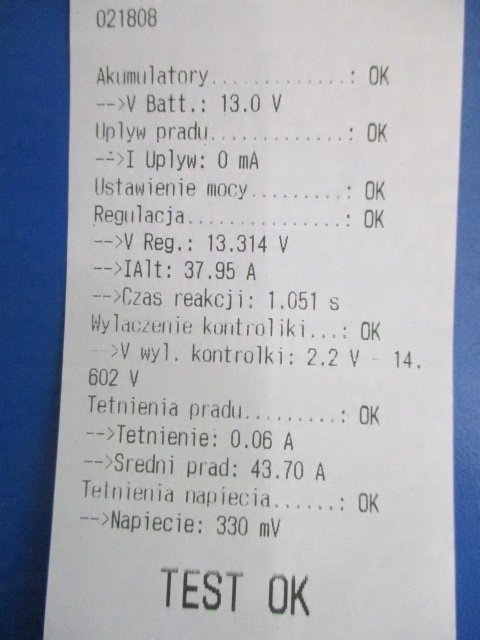 021808
Akumulatory.............: OK
-->V Batt.: 13.0 V
Uplyw pradu.............: OK
-->I Uplyw: 0 mA
Ustawienie mocy.........: OK
Regulacja...............: OK
-->V Reg.: 13.314 V
-->IAlt: 37.95 A
-->Czas reakcji: 1.051 s
Wylaczenie kontroliki...: OK
-->V wyl. kontrolki: 2.2 V - 14.
602 V
Tetnienia pradu.........: OK
-->Tetnienie: 0.06 A
-->Sredni prad: 43.70 A
Tetnienia napiecia......: OK
-->Napiecie: 330 mV
TEST OK